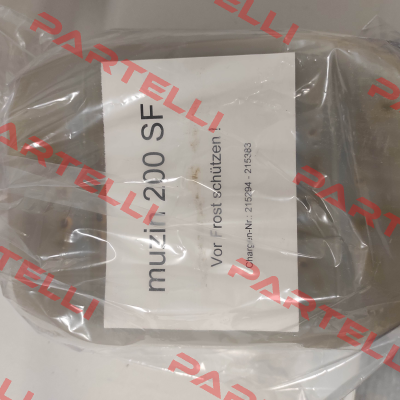 muzin 200 SF
Vor Frost schützen !
Chargen-Nr.: 215294 - 215383
PARTELLI
PARTELLI
PARTELLI
PARTELLI